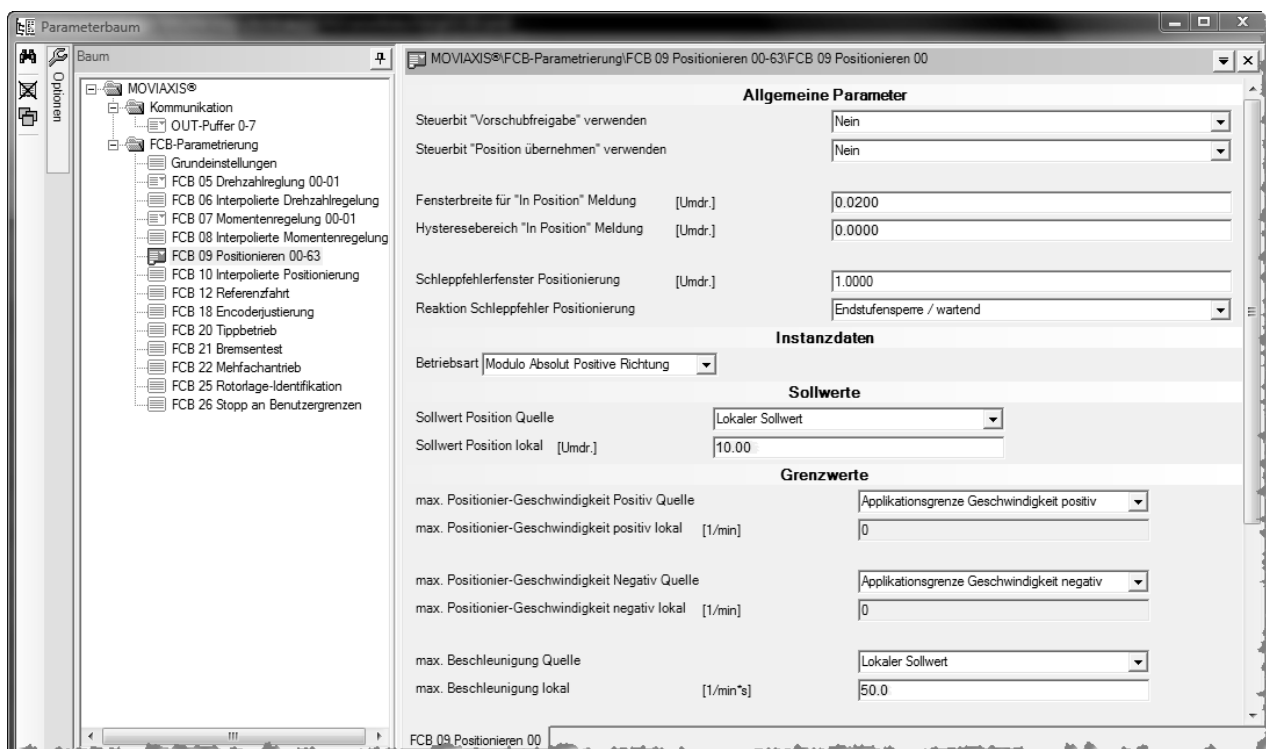 Parameterbaum
Optionen
Baum
MOVIAXIS®
Kommunikation
OUT-Puffer 0-7
FCB-Parametrierung
Grundeinstellungen
FCB 05 Drehzahlreglung 00-01
FCB 06 Interpolierte Drehzahlregelung
FCB 07 Momentenregelung 00-01
FCB 08 Interpolierte Momentenregelung
FCB 09 Positionieren 00-63
FCB 10 Interpolierte Positionierung
FCB 12 Referenzfahrt
FCB 18 Encoderjustierung
FCB 20 Tippbetrieb
FCB 21 Bremsentest
FCB 22 Mehfachantrieb
FCB 25 Rotorlage-Identifikation
FCB 26 Stopp an Benutzergrenzen
MOVIAXIS®\FCB-Parametrierung\FCB 09 Positionieren 00-63\FCB 09 Positionieren 00
Allgemeine Parameter
Steuerbit "Vorschubfreigabe" verwenden Nein
Steuerbit "Position übernehmen" verwenden Nein
Fensterbreite für "In Position" Meldung [Umdr.] 0.0200
Hysteresebereich "In Position" Meldung [Umdr.] 0.0000
Schleppfehlerfenster Positionierung [Umdr.] 1.0000
Reaktion Schleppfehler Positionierung Endstufensperre / wartend
Instanzdaten
Betriebsart Modulo Absolut Positive Richtung
Sollwerte
Sollwert Position Quelle Lokaler Sollwert
Sollwert Position lokal [Umdr.] 10.00
Grenzwerte
max. Positionier-Geschwindigkeit Positiv Quelle Applikationsgrenze Geschwindigkeit positiv
max. Positionier-Geschwindigkeit positiv lokal [1/min] 0
max. Positionier-Geschwindigkeit Negativ Quelle Applikationsgrenze Geschwindigkeit negativ
max. Positionier-Geschwindigkeit negativ lokal [1/min] 0
max. Beschleunigung Quelle Lokaler Sollwert
max. Beschleunigung lokal [1/min*s] 50.0
FCB 09 Positionieren 00